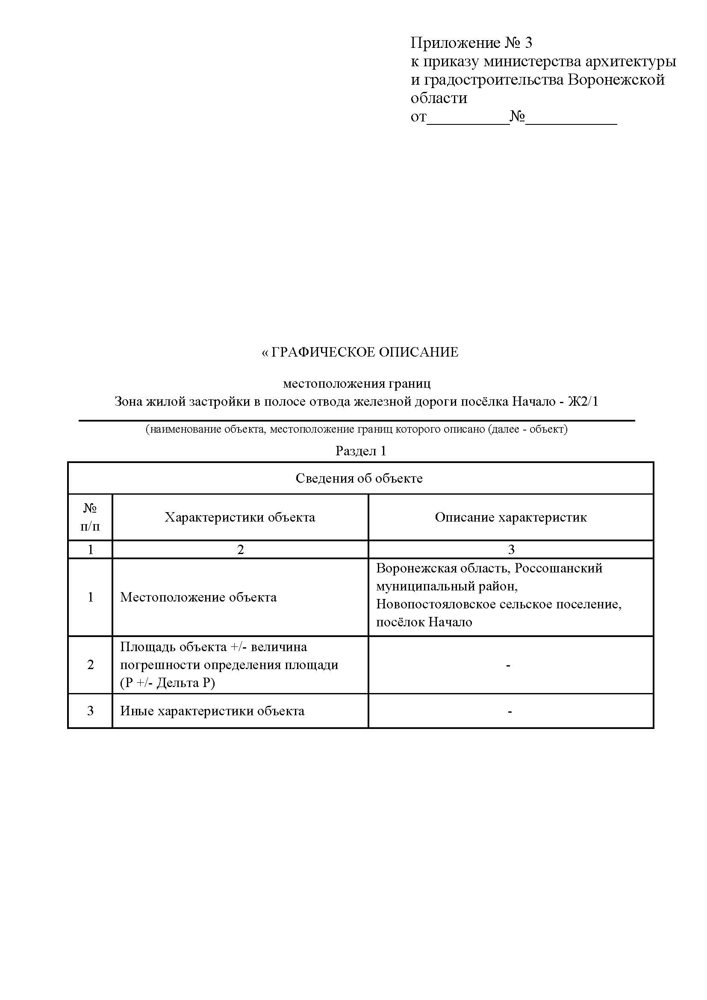 Приложение № 3
к приказу министерства архитектуры
и градостроительства Воронежской
области
от___________№____________
« ГРАФИЧЕСКОЕ ОПИСАНИЕ
местоположения границ
Зона жилой застройки в полосе отвода железной дороги посёлка Начало - Ж2/1
(наименование объекта, местоположение границ которого описано (далее - объект)
Раздел 1
Сведения об объекте
№
п/п
Характеристики объекта
Описание характеристик
1
2
3
1
Местоположение объекта
Воронежская область, Россошанский
муниципальный район,
Новопостояловское сельское поселение,
посёлок Начало
2
Площадь объекта +/- величина
погрешности определения площади
(P +/- Дельта P)
-
3
Иные характеристики объекта
-